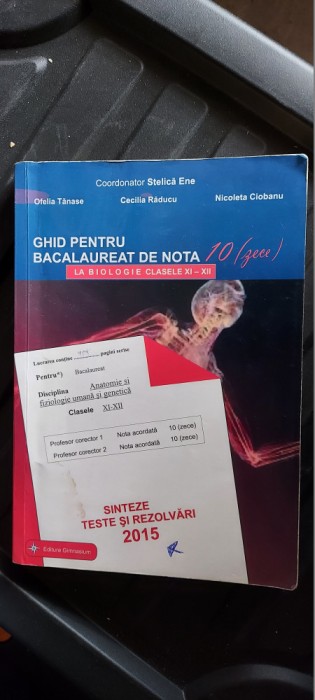 Coordonator Stelică Ene
Ofelia Tănase Cecilia Răducu Nicoleta Ciobanu
GHID PENTRU
BACALAUREAT DE NOTA 10 (zece)
LA BIOLOGIE CLASELE XI – XII
Lucrarea conține pagini scrise
Pentru*) Bacalaureat
Disciplina Anatomie si
fiziologie umană și genetică
Clasele XI-XII
Profesor corector 1 Nota acordată 10 (zece)
Profesor corector 2 Nota acordată 10 (zece)
SINTEZE
TESTE ȘI REZOLVĂRI
2015
Editura Gimnasium